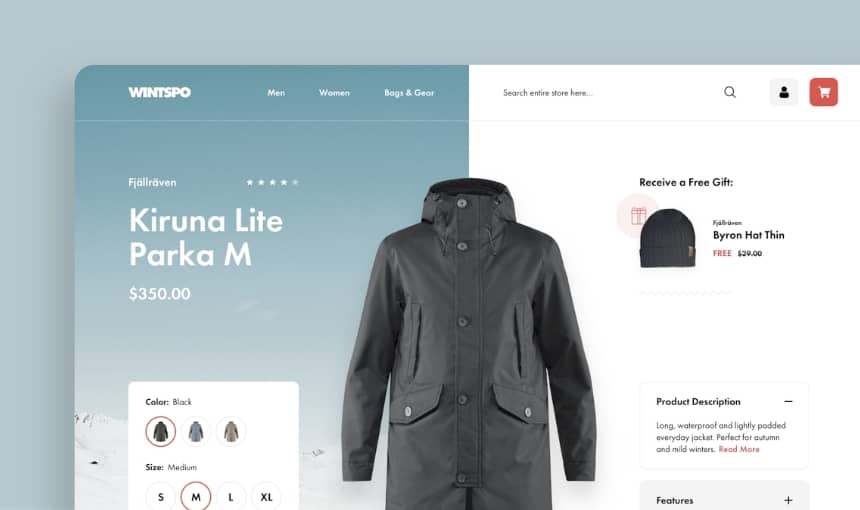 WINTSPO
Men
Women
Bags & Gear
Search entire store here...
Fjällräven
Kiruna Lite
Parka M
$350.00
Receive a Free Gift:
Fjällräven
Byron Hat Thin
FREE $29.00
Color: Black
Size: Medium
S
M
L
XL
Product Description
Long, waterproof and lightly padded
everyday jacket. Perfect for autumn
and mild winters. Read More
Features